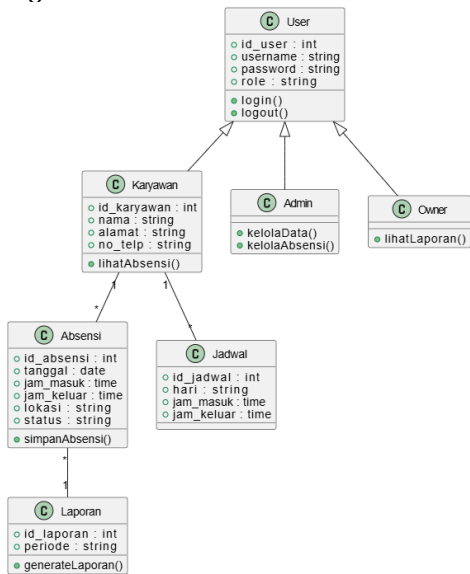 C User
id_user : int
username : string
password : string
role : string
login()
logout()
C Karyawan
id_karyawan : int
nama : string
alamat : string
no_telp : string
lihatAbsensi()
C Admin
kelolaData()
kelolaAbsensi()
C Owner
lihatLaporan()
1
1
*
*
C Absensi
id_absensi : int
tanggal : date
jam_masuk : time
jam_keluar : time
lokasi : string
status : string
simpanAbsensi()
C Jadwal
id_jadwal : int
hari : string
jam_masuk : time
jam_keluar : time
*
1
C Laporan
id_laporan : int
periode : string
generateLaporan()